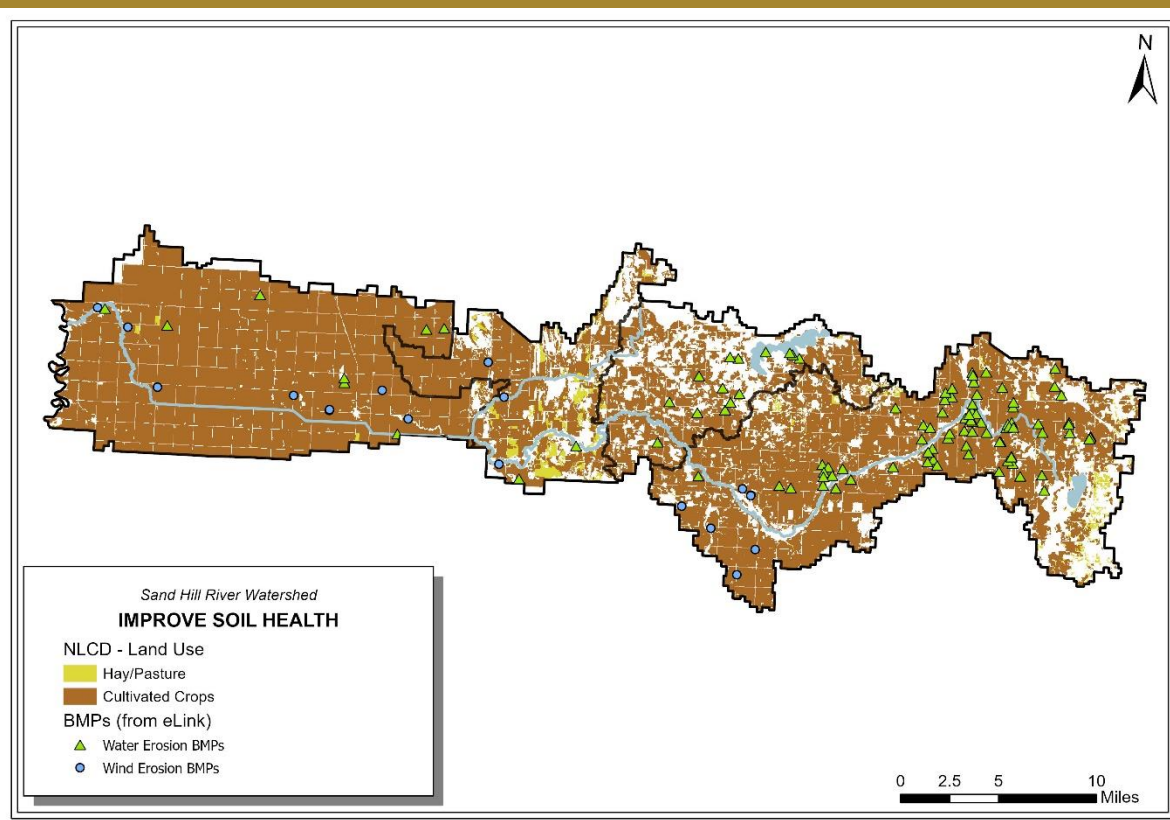 N
Sand Hill River Watershed
IMPROVE SOIL HEALTH
NLCD - Land Use
Hay/Pasture
Cultivated Crops
BMPs (from eLink)
Water Erosion BMPs
Wind Erosion BMPs
0 2.5 5 10
Miles